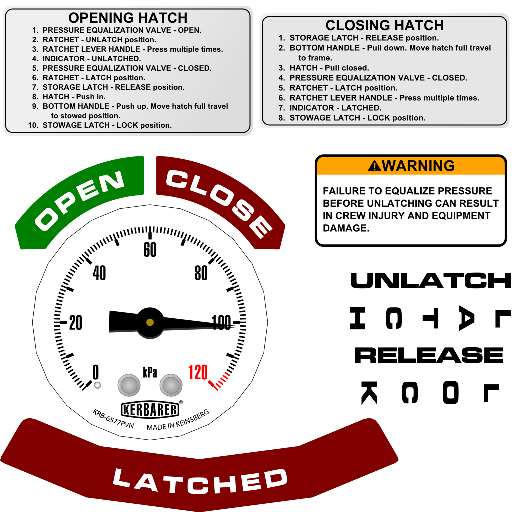 OPENING HATCH
1. PRESSURE EQUALIZATION VALVE - OPEN.
2. RATCHET - UNLATCH position.
3. RATCHET LEVER HANDLE - Press multiple times.
4. INDICATOR - UNLATCHED.
5. PRESSURE EQUALIZATION VALVE - CLOSED.
6. RATCHET - LATCH position.
7. STORAGE LATCH - RELEASE position.
8. HATCH - Push in.
9. BOTTOM HANDLE - Push up. Move hatch full travel
to stowed position.
10. STOWAGE LATCH - LOCK position.
CLOSING HATCH
1. STORAGE LATCH - RELEASE position.
2. BOTTOM HANDLE - Pull down. Move hatch full travel
to frame.
3. HATCH - Pull closed.
4. PRESSURE EQUALIZATION VALVE - CLOSED.
5. RATCHET - LATCH position.
6. RATCHET LEVER HANDLE - Press multiple times.
7. INDICATOR - LATCHED.
8. STOWAGE LATCH - LOCK position.
OPEN
CLOSE
WARNING
FAILURE TO EQUALIZE PRESSURE
BEFORE UNLATCHING CAN RESULT
IN CREW INJURY AND EQUIPMENT
DAMAGE.
60
40
80
20
100
0
120
kPa
KERBARER
MADE IN KEINSBERG
UNLATCH
LATCH
RELEASE
LOCK
LATCHED